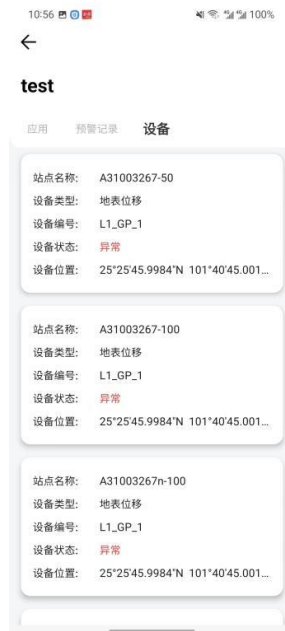 10:56 100%
test
应用 预警记录 设备
站点名称: A31003267-50
设备类型: 地表位移
设备编号: L1_GP_1
设备状态: 异常
设备位置: 25°25'45.9984"N 101°40'45.001...
站点名称: A31003267-100
设备类型: 地表位移
设备编号: L1_GP_1
设备状态: 异常
设备位置: 25°25'45.9984"N 101°40'45.001...
站点名称: A31003267n-100
设备类型: 地表位移
设备编号: L1_GP_1
设备状态: 异常
设备位置: 25°25'45.9984"N 101°40'45.001...